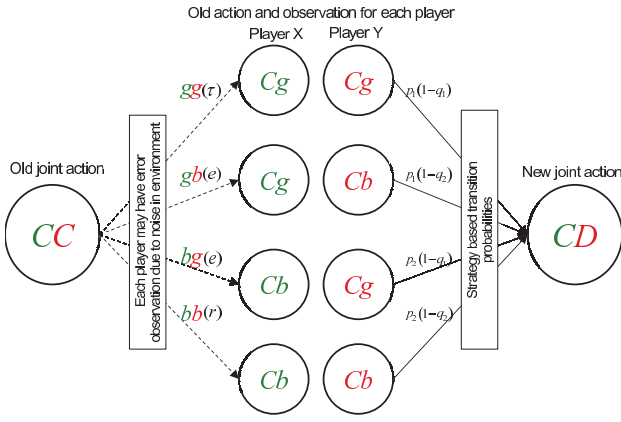 Old action and observation for each player
Player X Player Y
Old joint action
CC
Each player may have error
observation due to noise in environment
gg(τ)
Cg
Cg
p₁(1-q₁)
gb(e)
Cg
Cb
p₁(1-q₂)
bg(e)
Cb
Cg
p₂(1-q₁)
bb(r)
Cb
Cb
p₂(1-q₂)
Strategy based transition
probabilities
New joint action
CD